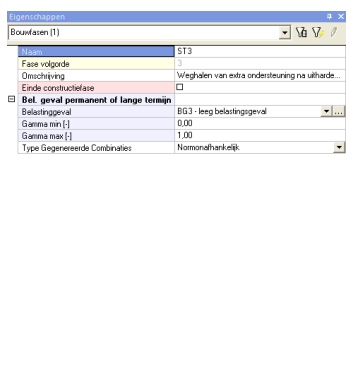 Eigenschappen
Bouwfasen (1)
Naam ST3
Fase volgorde 3
Omschrijving Weghalen van extra ondersteuning na uitharde...
Einde constructiefase
Bel. geval permanent of lange termijn
Belastinggeval BG3 - leeg belastingsgeval ...
Gamma min [-] 0,00
Gamma max [-] 1,00
Type Gegenereerde Combinaties Normonafhankelijk